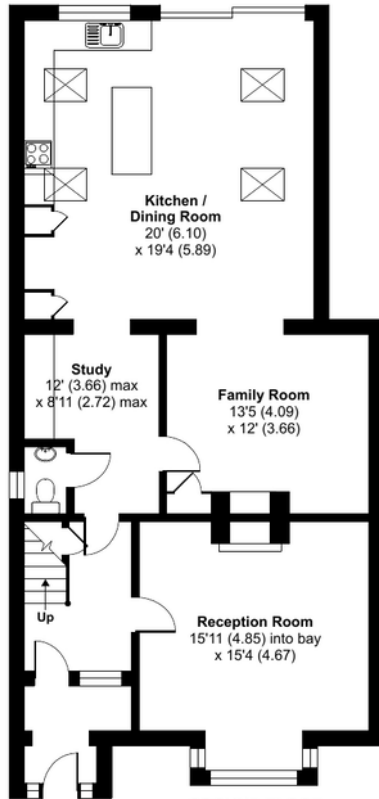 Kitchen /
Dining Room
20' (6.10)
x 19'4 (5.89)
Study
12' (3.66) max
x 8'11 (2.72) max
Family Room
13'5 (4.09)
x 12' (3.66)
Up
Reception Room
15'11 (4.85) into bay
x 15'4 (4.67)